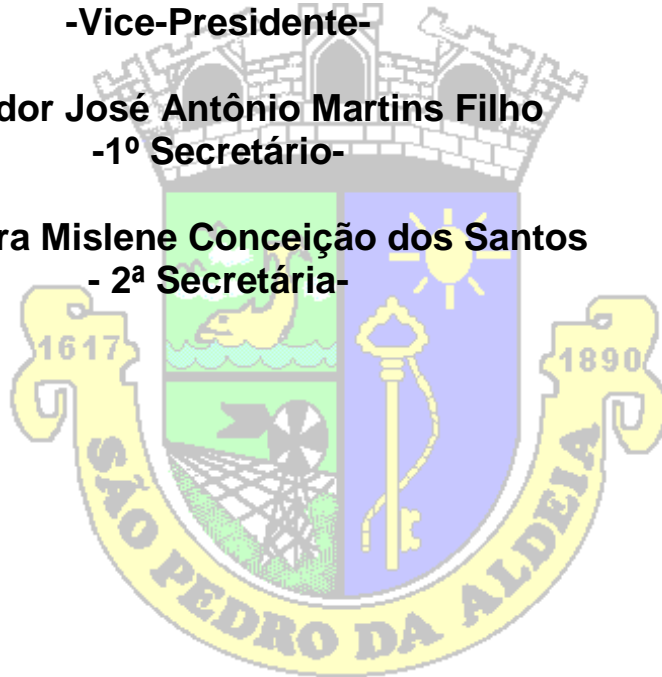 -Vice-Presidente-
dor José Antônio Martins Filho
-1º Secretário-
ra Mislene Conceição dos Santos
- 2ª Secretária-
1617
1890
SÃO PEDRO DA ALDEIA